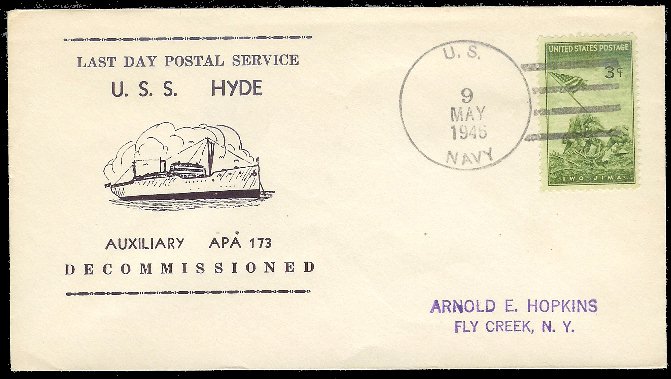 LAST DAY POSTAL SERVICE
U. S. S. HYDE
AUXILIARY APA 173
DECOMMISSIONED
U. S.
9
MAY
1946
NAVY
UNITED STATES POSTAGE
3¢
IWO JIMA
ARNOLD E. HOPKINS
FLY CREEK, N. Y.